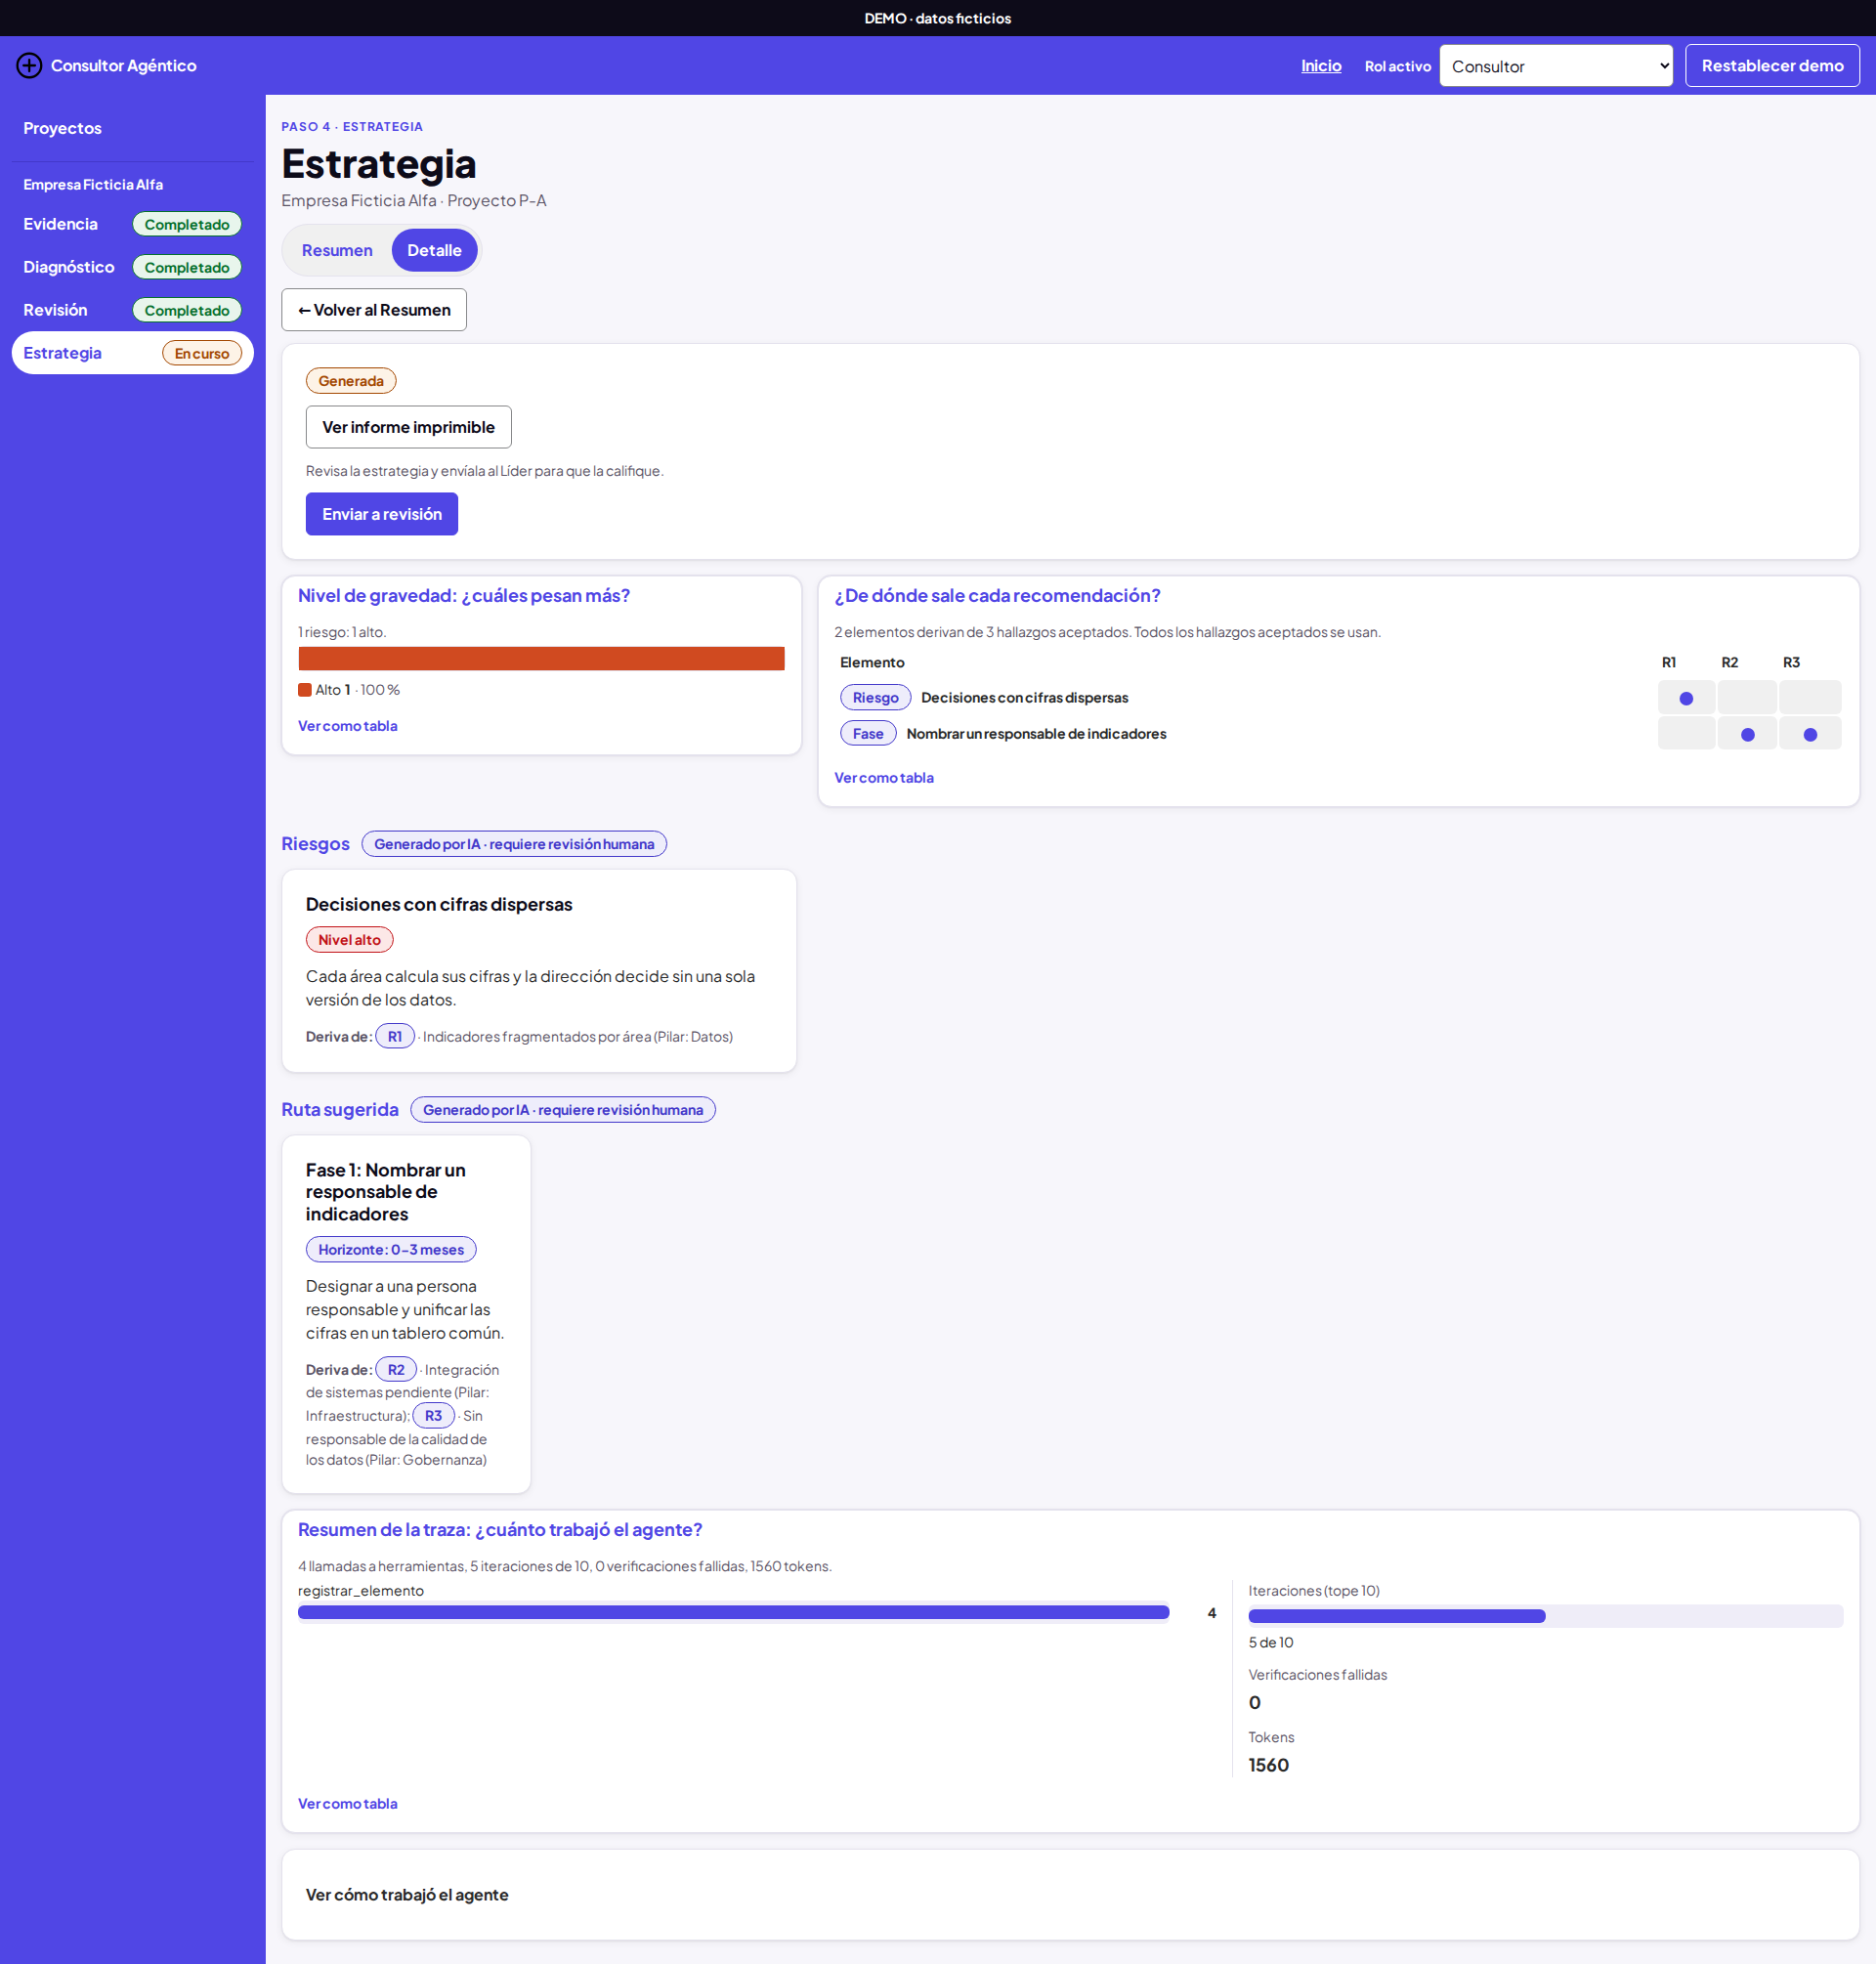 DEMO · datos ficticios
Consultor Agéntico
Inicio
Rol activo
Consultor
Restablecer demo
Proyectos
Empresa Ficticia Alfa
Evidencia
Completado
Diagnóstico
Completado
Revisión
Completado
Estrategia
En curso
PASO 4 · ESTRATEGIA
Estrategia
Empresa Ficticia Alfa · Proyecto P-A
Resumen
Detalle
← Volver al Resumen
Generada
Ver informe imprimible
Revisa la estrategia y envíala al Líder para que la califique.
Enviar a revisión
Nivel de gravedad: ¿cuáles pesan más?
1 riesgo: 1 alto.
Alto 1 · 100 %
Ver como tabla
¿De dónde sale cada recomendación?
2 elementos derivan de 3 hallazgos aceptados. Todos los hallazgos aceptados se usan.
Elemento R1 R2 R3
Riesgo Decisiones con cifras dispersas
Fase Nombrar un responsable de indicadores
Ver como tabla
Riesgos
Generado por IA · requiere revisión humana
Decisiones con cifras dispersas
Nivel alto
Cada área calcula sus cifras y la dirección decide sin una sola
versión de los datos.
Deriva de: R1 · Indicadores fragmentados por área (Pilar: Datos)
Ruta sugerida
Generado por IA · requiere revisión humana
Fase 1: Nombrar un
responsable de
indicadores
Horizonte: 0–3 meses
Designar a una persona
responsable y unificar las
cifras en un tablero común.
Deriva de: R2 · Integración
de sistemas pendiente (Pilar:
Infraestructura); R3 · Sin
responsable de la calidad de
los datos (Pilar: Gobernanza)
Resumen de la traza: ¿cuánto trabajó el agente?
4 llamadas a herramientas, 5 iteraciones de 10, 0 verificaciones fallidas, 1560 tokens.
registrar_elemento
4
Iteraciones (tope 10)
5 de 10
Verificaciones fallidas
0
Tokens
1560
Ver como tabla
Ver cómo trabajó el agente